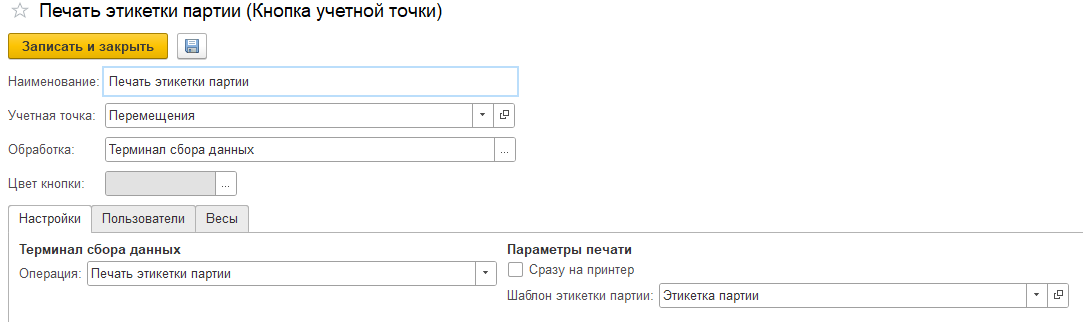 Печать этикетки партии (Кнопка учетной точки)
Записать и закрыть
Наименование: Печать этикетки партии
Учетная точка: Перемещения
Обработка: Терминал сбора данных ...
Цвет кнопки: ...
Настройки Пользователи Весы
Терминал сбора данных Параметры печати
Операция: Печать этикетки партии Сразу на принтер
Шаблон этикетки партии: Этикетка партии